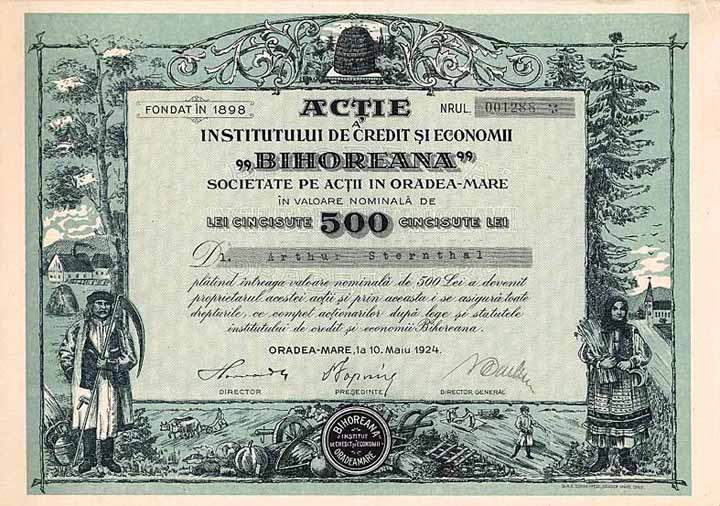 FONDAT ÎN 1898
ACȚIE
NRUL. 001288
A
INSTITUTULUI DE CREDIT ȘI ECONOMII
„BIHOREANA”
SOCIETATE PE ACȚII IN ORADEA-MARE
ÎN VALOARE NOMINALĂ DE
LEI CINCISUTE 500 CINCISUTE LEI
D1. Arthur Sternthal
plătind întreaga valoare nominală de 500 Lei a devenit
proprietarul acestei acții și prin aceasta i se asigură toate
drepturile, ce compet acționarilor după lege și statutele
institutului de credit și economii Bihoreana.
ORADEA-MARE, la 10. Maiu 1924.
DIRECTOR
PREȘEDINTE
DIRECTOR GENERAL
BIHOREANA
INSTITUT
DE CREDIT ȘI ECONOMII
ORADEAMARE